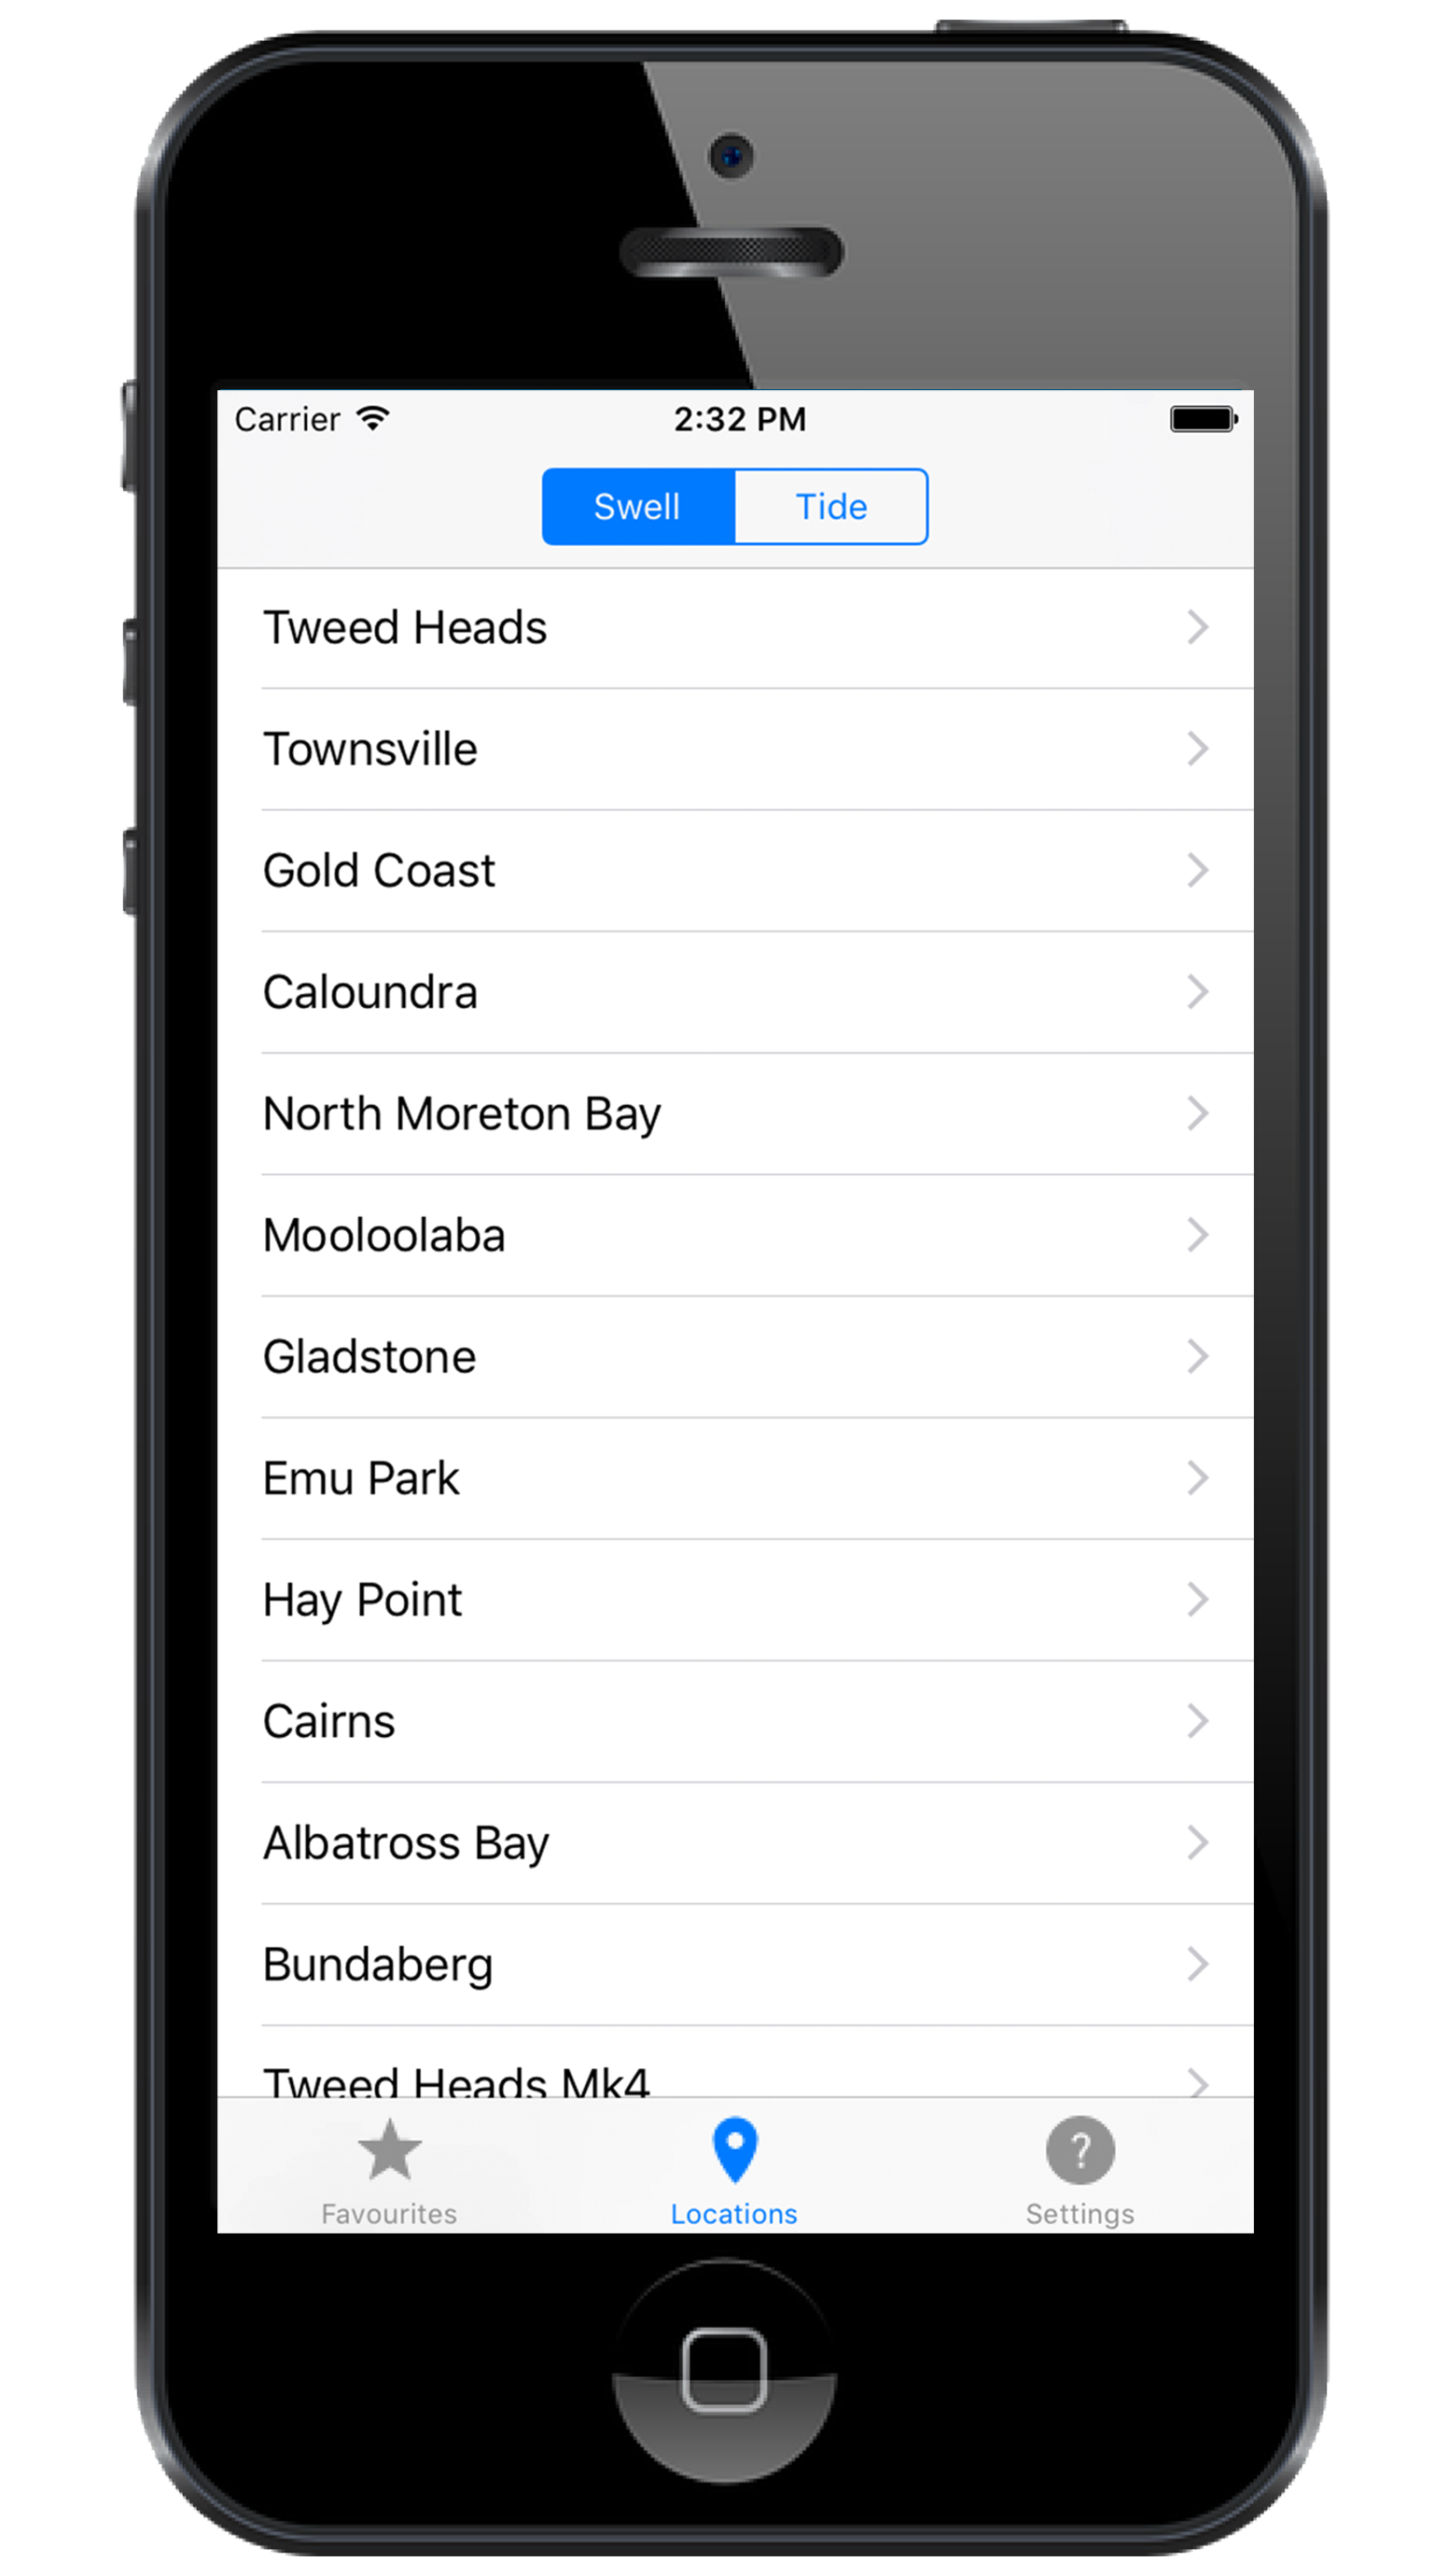 Carrier 2:32 PM
Swell Tide
Tweed Heads
Townsville
Gold Coast
Caloundra
North Moreton Bay
Mooloolaba
Gladstone
Emu Park
Hay Point
Cairns
Albatross Bay
Bundaberg
Tweed Heads Mk4
?
Favourites Locations Settings